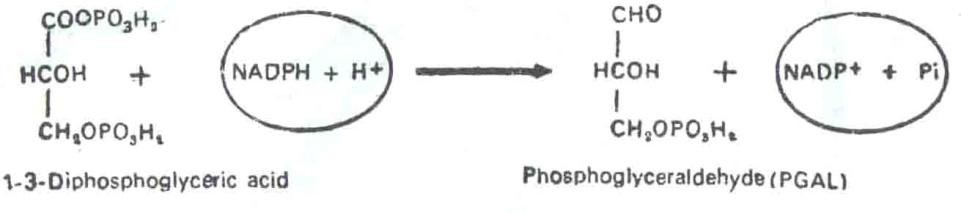 COOPO₃H₂ CHO
HCOH + NADPH + H⁺ HCOH + NADP⁺ + Pi
CH₂OPO₃H₂ CH₂OPO₃H₂
1-3-Diphosphoglyceric acid Phosphoglyceraldehyde (PGAL)